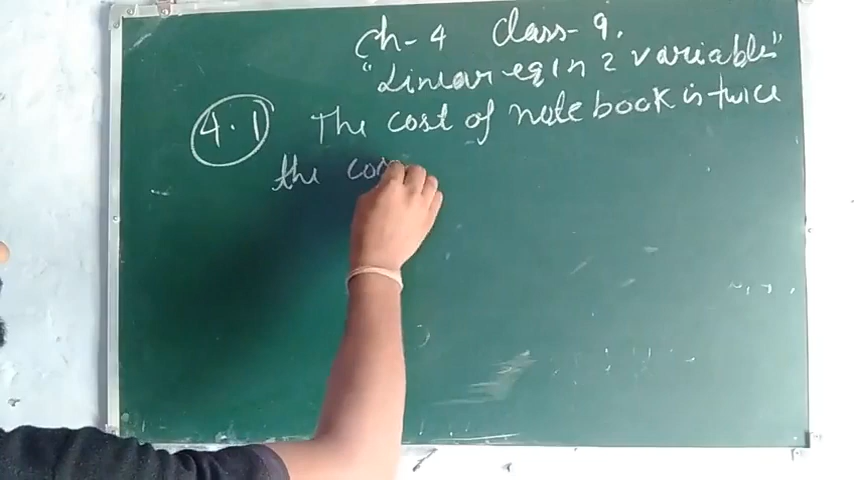 Ch-4 Class-9.
"Linear eq in 2 variable"
4.1 The cost of note book is twice
the cos